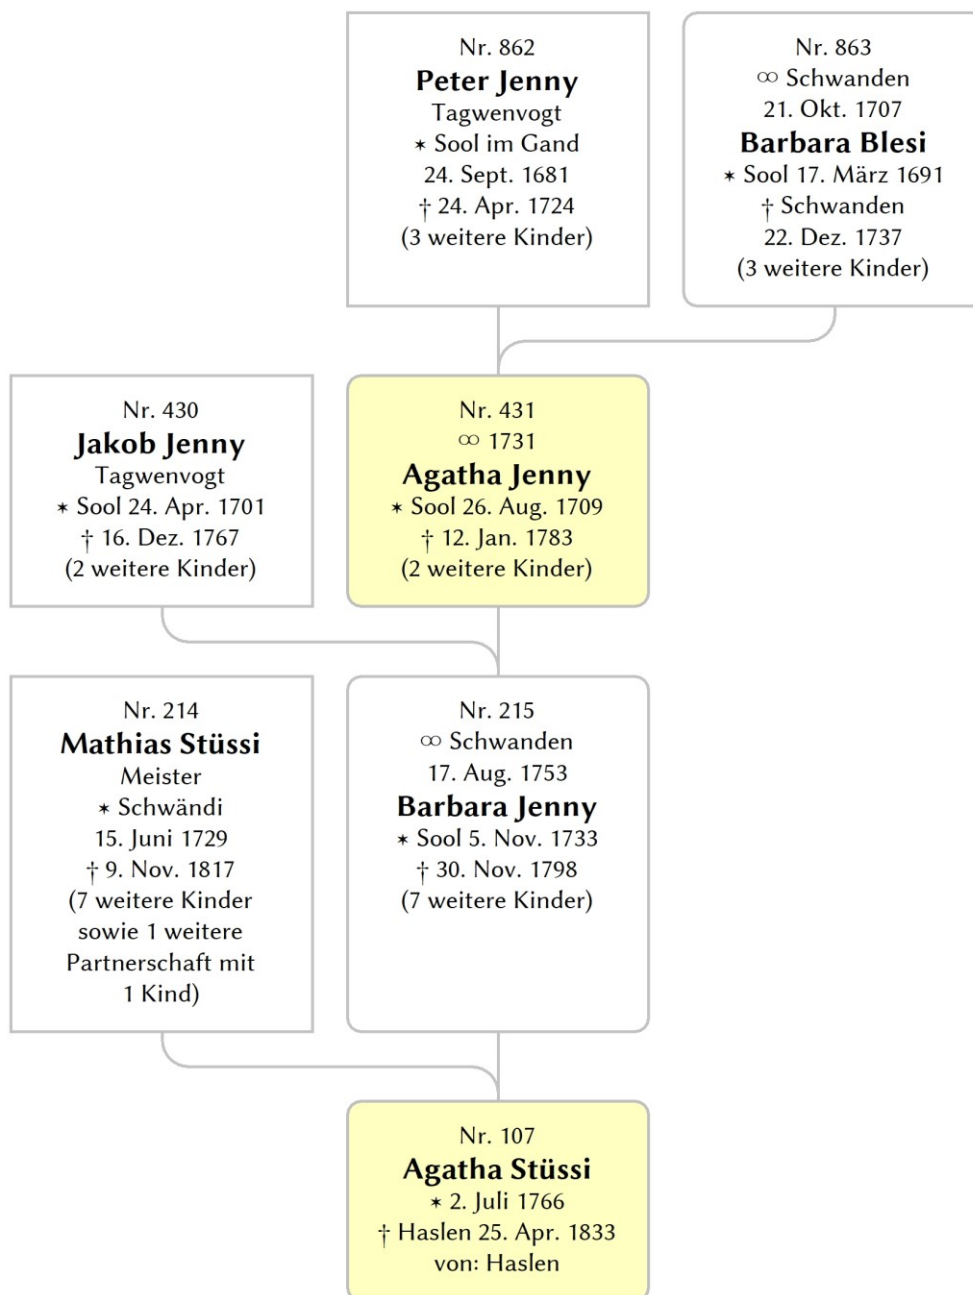 Nr. 862
Peter Jenny
Tagwenvogt
* Sool im Gand
24. Sept. 1681
† 24. Apr. 1724
(3 weitere Kinder)
Nr. 863
∞ Schwanden
21. Okt. 1707
Barbara Blesi
* Sool 17. März 1691
† Schwanden
22. Dez. 1737
(3 weitere Kinder)
Nr. 430
Jakob Jenny
Tagwenvogt
* Sool 24. Apr. 1701
† 16. Dez. 1767
(2 weitere Kinder)
Nr. 431
∞ 1731
Agatha Jenny
* Sool 26. Aug. 1709
† 12. Jan. 1783
(2 weitere Kinder)
Nr. 214
Mathias Stüssi
Meister
* Schwändi
15. Juni 1729
† 9. Nov. 1817
(7 weitere Kinder
sowie 1 weitere
Partnerschaft mit
1 Kind)
Nr. 215
∞ Schwanden
17. Aug. 1753
Barbara Jenny
* Sool 5. Nov. 1733
† 30. Nov. 1798
(7 weitere Kinder)
Nr. 107
Agatha Stüssi
* 2. Juli 1766
† Haslen 25. Apr. 1833
von: Haslen